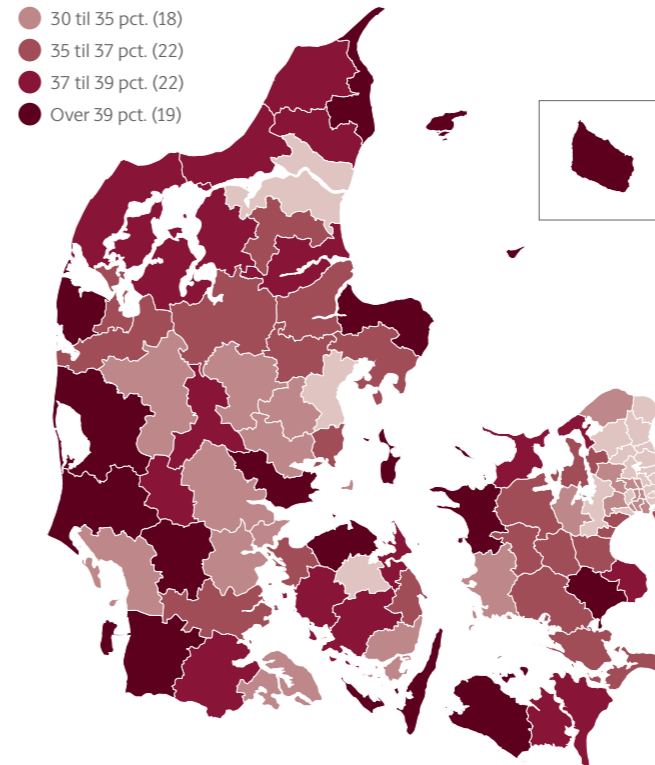 30 til 35 pct. (18)
35 til 37 pct. (22)
37 til 39 pct. (22)
Over 39 pct. (19)